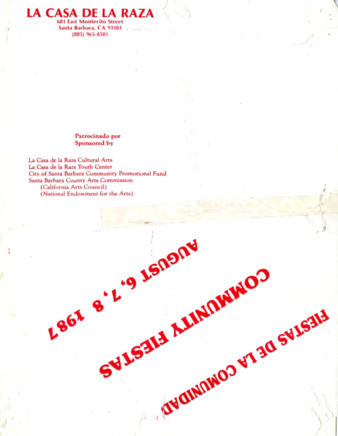 LA CASA DE LA RAZA
601 East Montecito Street
Santa Barbara, CA 93103
(805) 965-8581
Patrocinado por
Sponsored by
La Casa de la Raza Cultural Arts
La Casa de la Raza Youth Center
City of Santa Barbara Community Promotional Fund
Santa Barbara County Arts Commission
(California Arts Council)
(National Endowment for the Arts)
FIESTAS DE LA COMUNIDAD
COMMUNITY FIESTAS
AUGUST 6, 7, 8 1987